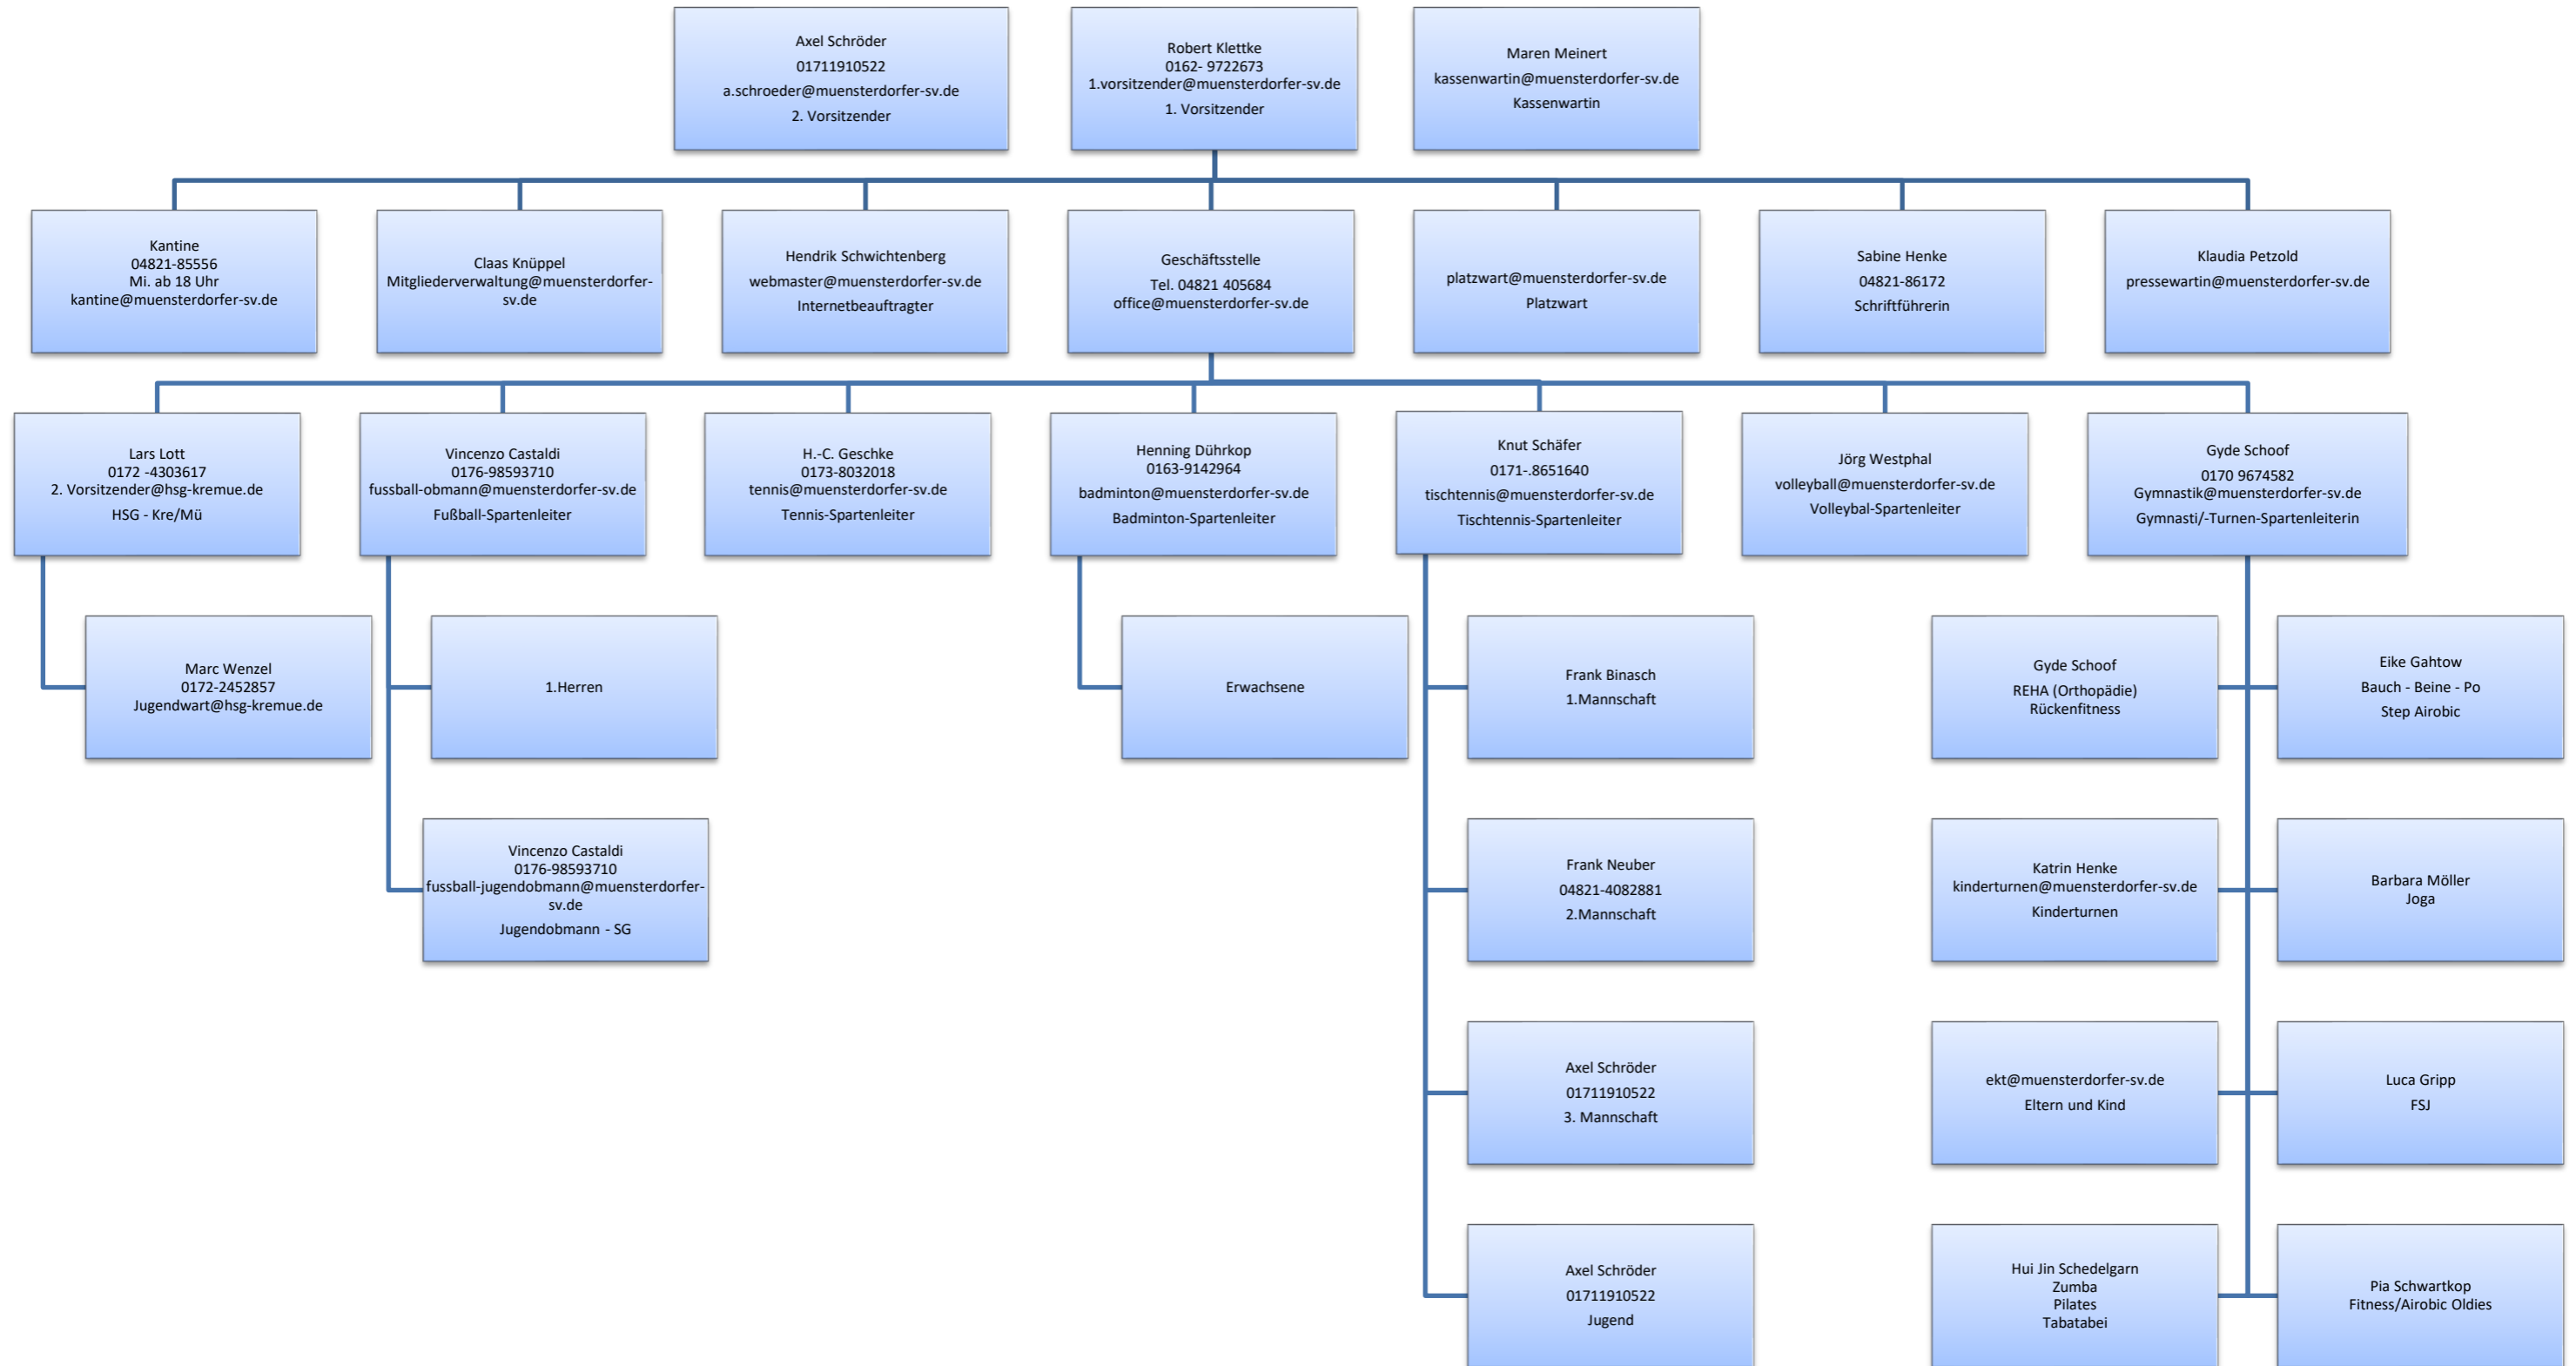 Axel Schröder
01711910522
a.schroeder@muensterdorfer-sv.de
2. Vorsitzender
Robert Klettke
0162- 9722673
1.vorsitzender@muensterdorfer-sv.de
1. Vorsitzender
Maren Meinert
kassenwartin@muensterdorfer-sv.de
Kassenwartin
Kantine
04821-85556
Mi. ab 18 Uhr
kantine@muensterdorfer-sv.de
Claas Knüppel
Mitgliederverwaltung@muensterdorfer-
sv.de
Hendrik Schwichtenberg
webmaster@muensterdorfer-sv.de
Internetbeauftragter
Geschäftsstelle
Tel. 04821 405684
office@muensterdorfer-sv.de
platzwart@muensterdorfer-sv.de
Platzwart
Sabine Henke
04821-86172
Schriftführerin
Klaudia Petzold
pressewartin@muensterdorfer-sv.de
Lars Lott
0172 -4303617
2. Vorsitzender@hsg-kremue.de
HSG - Kre/Mü
Vincenzo Castaldi
0176-98593710
fussball-obmann@muensterdorfer-sv.de
Fußball-Spartenleiter
H.-C. Geschke
0173-8032018
tennis@muensterdorfer-sv.de
Tennis-Spartenleiter
Henning Dührkop
0163-9142964
badminton@muensterdorfer-sv.de
Badminton-Spartenleiter
Knut Schäfer
0171-.8651640
tischtennis@muensterdorfer-sv.de
Tischtennis-Spartenleiter
Jörg Westphal
volleyball@muensterdorfer-sv.de
Volleybal-Spartenleiter
Gyde Schoof
0170 9674582
Gymnastik@muensterdorfer-sv.de
Gymnasti/-Turnen-Spartenleiterin
Marc Wenzel
0172-2452857
Jugendwart@hsg-kremue.de
1.Herren
Erwachsene
Frank Binasch
1.Mannschaft
Gyde Schoof
REHA (Orthopädie)
Rückenfitness
Eike Gahtow
Bauch - Beine - Po
Step Airobic
Vincenzo Castaldi
0176-98593710
fussball-jugendobmann@muensterdorfer-
sv.de
Jugendobmann - SG
Frank Neuber
04821-4082881
2.Mannschaft
Katrin Henke
kinderturnen@muensterdorfer-sv.de
Kinderturnen
Barbara Möller
Joga
Axel Schröder
01711910522
3. Mannschaft
ekt@muensterdorfer-sv.de
Eltern und Kind
Luca Gripp
FSJ
Axel Schröder
01711910522
Jugend
Hui Jin Schedelgarn
Zumba
Pilates
Tabatabei
Pia Schwartkop
Fitness/Airobic Oldies